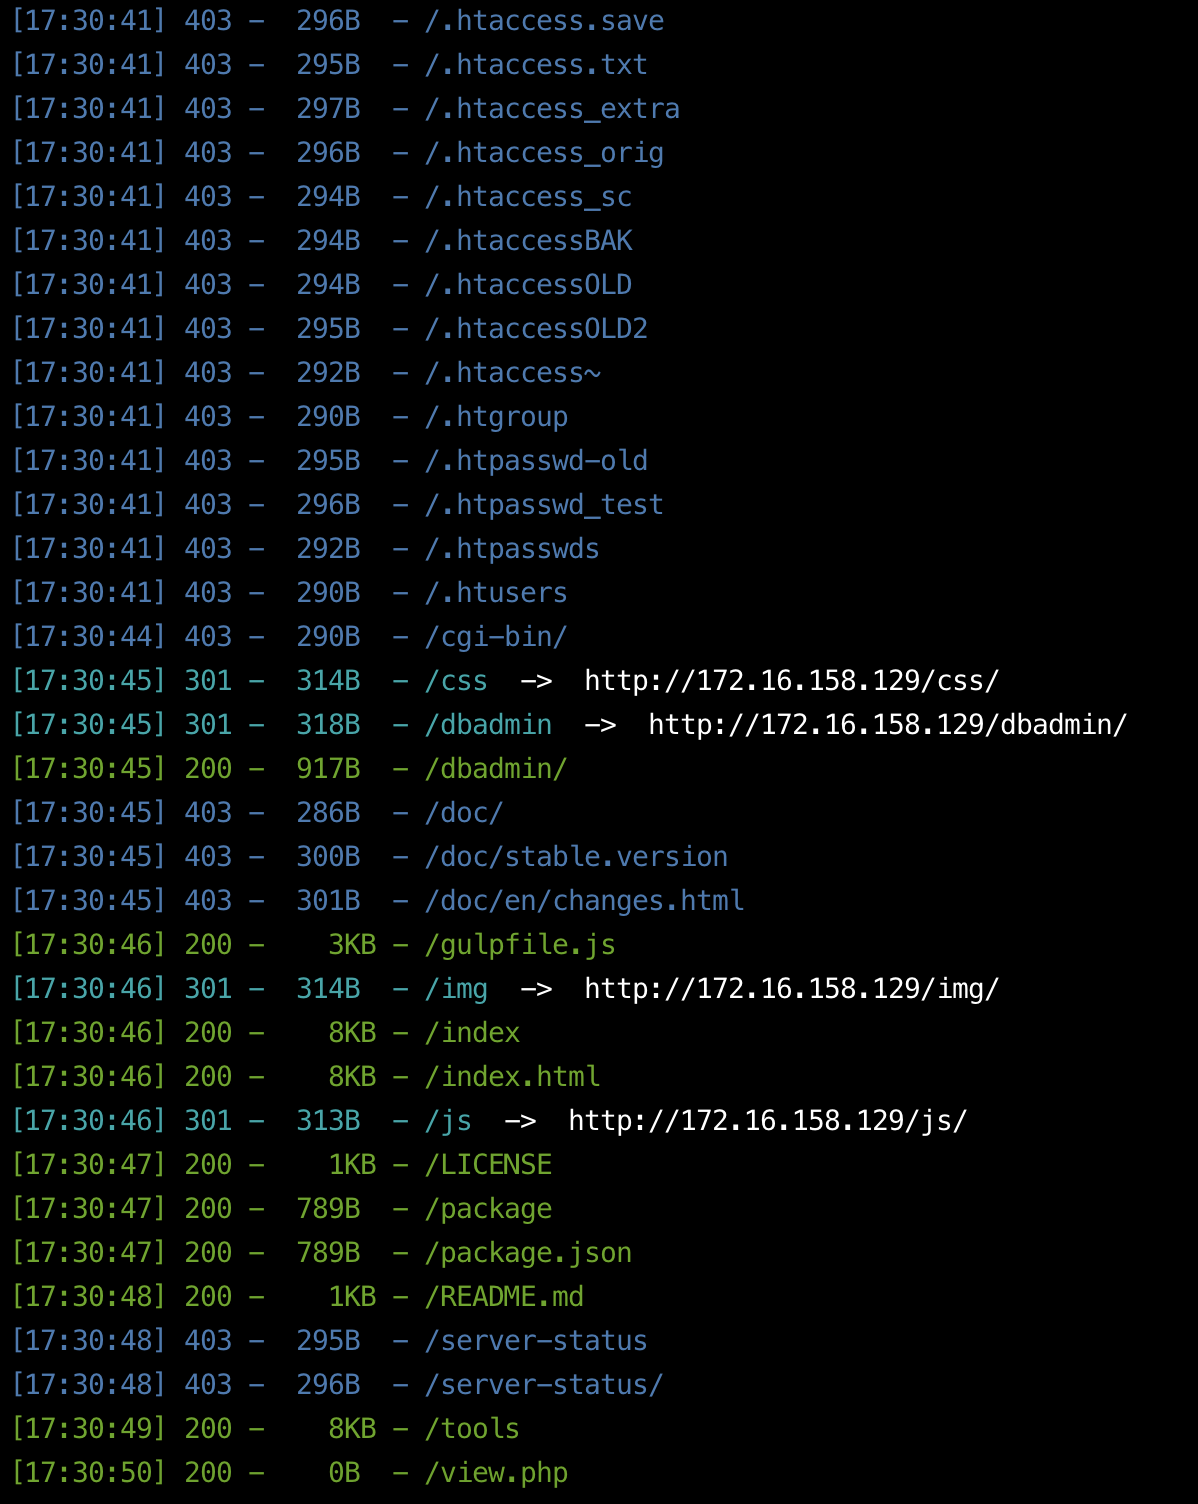 [17:30:41] 403 -  296B  - /.htaccess.save
[17:30:41] 403 -  295B  - /.htaccess.txt
[17:30:41] 403 -  297B  - /.htaccess_extra
[17:30:41] 403 -  296B  - /.htaccess_orig
[17:30:41] 403 -  294B  - /.htaccess_sc
[17:30:41] 403 -  294B  - /.htaccessBAK
[17:30:41] 403 -  294B  - /.htaccessOLD
[17:30:41] 403 -  295B  - /.htaccessOLD2
[17:30:41] 403 -  292B  - /.htaccess~
[17:30:41] 403 -  290B  - /.htgroup
[17:30:41] 403 -  295B  - /.htpasswd-old
[17:30:41] 403 -  296B  - /.htpasswd_test
[17:30:41] 403 -  292B  - /.htpasswds
[17:30:41] 403 -  290B  - /.htusers
[17:30:44] 403 -  290B  - /cgi-bin/
[17:30:45] 301 -  314B  - /css  ->  http://172.16.158.129/css/
[17:30:45] 301 -  318B  - /dbadmin  ->  http://172.16.158.129/dbadmin/
[17:30:45] 200 -  917B  - /dbadmin/
[17:30:45] 403 -  286B  - /doc/
[17:30:45] 403 -  300B  - /doc/stable.version
[17:30:45] 403 -  301B  - /doc/en/changes.html
[17:30:46] 200 -    3KB - /gulpfile.js
[17:30:46] 301 -  314B  - /img  ->  http://172.16.158.129/img/
[17:30:46] 200 -    8KB - /index
[17:30:46] 200 -    8KB - /index.html
[17:30:46] 301 -  313B  - /js  ->  http://172.16.158.129/js/
[17:30:47] 200 -    1KB - /LICENSE
[17:30:47] 200 -  789B  - /package
[17:30:47] 200 -  789B  - /package.json
[17:30:48] 200 -    1KB - /README.md
[17:30:48] 403 -  295B  - /server-status
[17:30:48] 403 -  296B  - /server-status/
[17:30:49] 200 -    8KB - /tools
[17:30:50] 200 -    0B  - /view.php